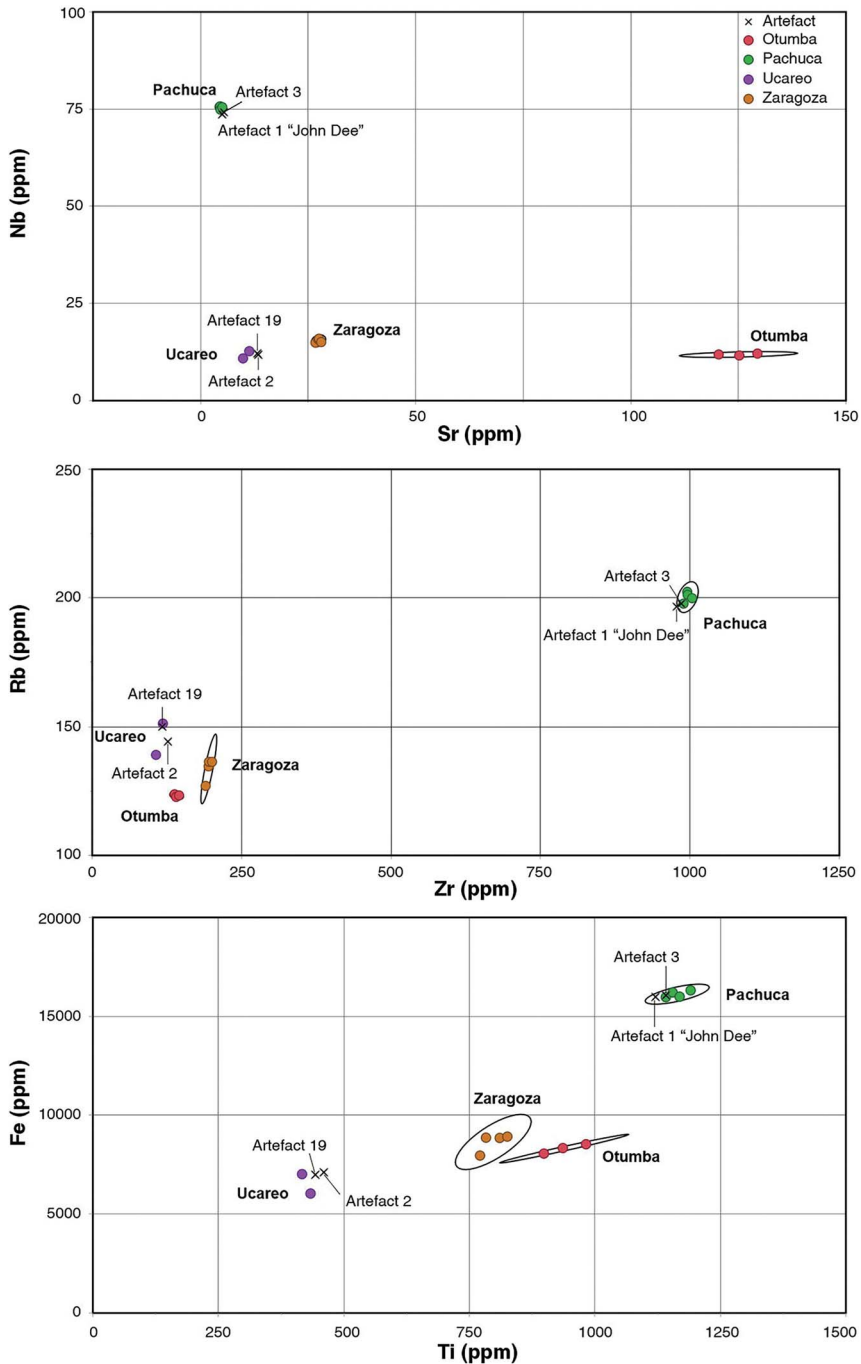 100
75
50
25
0
Nb (ppm)
0
50
100
150
Sr (ppm)
× Artefact
Otumba
Pachuca
Ucareo
Zaragoza
Pachuca
Artefact 3
Artefact 1 “John Dee”
Artefact 19
Ucareo
Artefact 2
Zaragoza
Otumba
250
200
150
100
Rb (ppm)
0
250
500
750
1000
1250
Zr (ppm)
Artefact 3
Artefact 1 “John Dee”
Pachuca
Artefact 19
Ucareo
Artefact 2
Zaragoza
Otumba
20000
15000
10000
5000
0
Fe (ppm)
0
250
500
750
1000
1250
1500
Ti (ppm)
Artefact 3
Pachuca
Artefact 1 “John Dee”
Zaragoza
Otumba
Artefact 19
Ucareo
Artefact 2